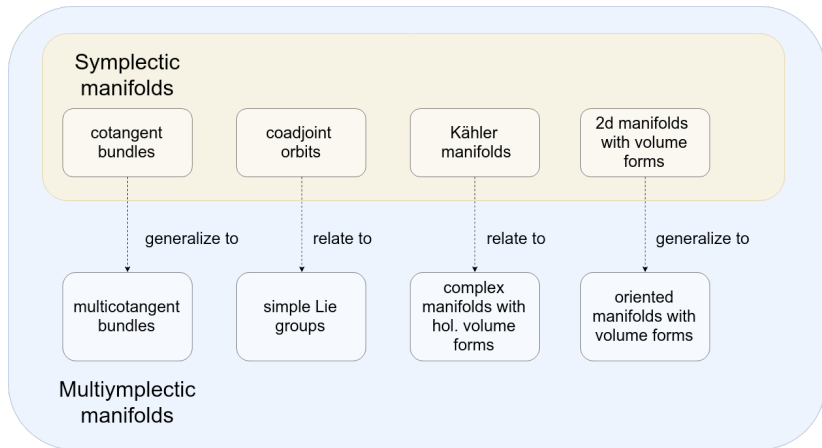 Symplectic
manifolds
cotangent
bundles
coadjoint
orbits
Kähler
manifolds
2d manifolds
with volume
forms
generalize to
relate to
relate to
generalize to
multicotangent
bundles
simple Lie
groups
complex
manifolds with
hol. volume
forms
oriented
manifolds with
volume forms
Multiymplectic
manifolds